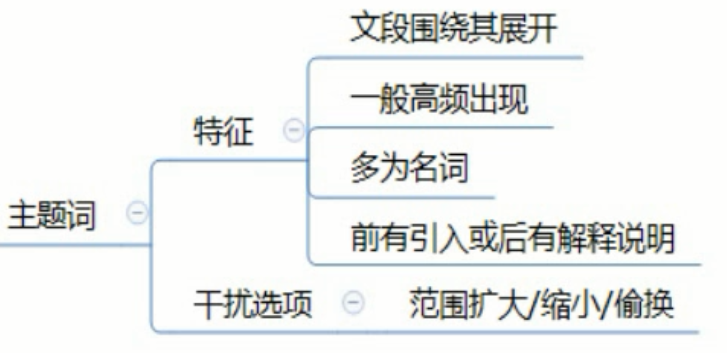 主题词
特征
文段围绕其展开
一般高频出现
多为名词
前有引入或后有解释说明
干扰选项
范围扩大/缩小/偷换